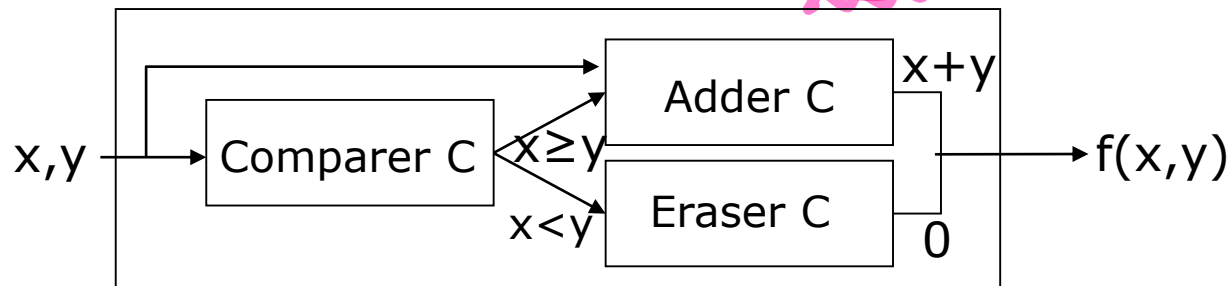 x+y
Adder C
x,y
Comparer C
x≥y
f(x,y)
Eraser C
x<y
0